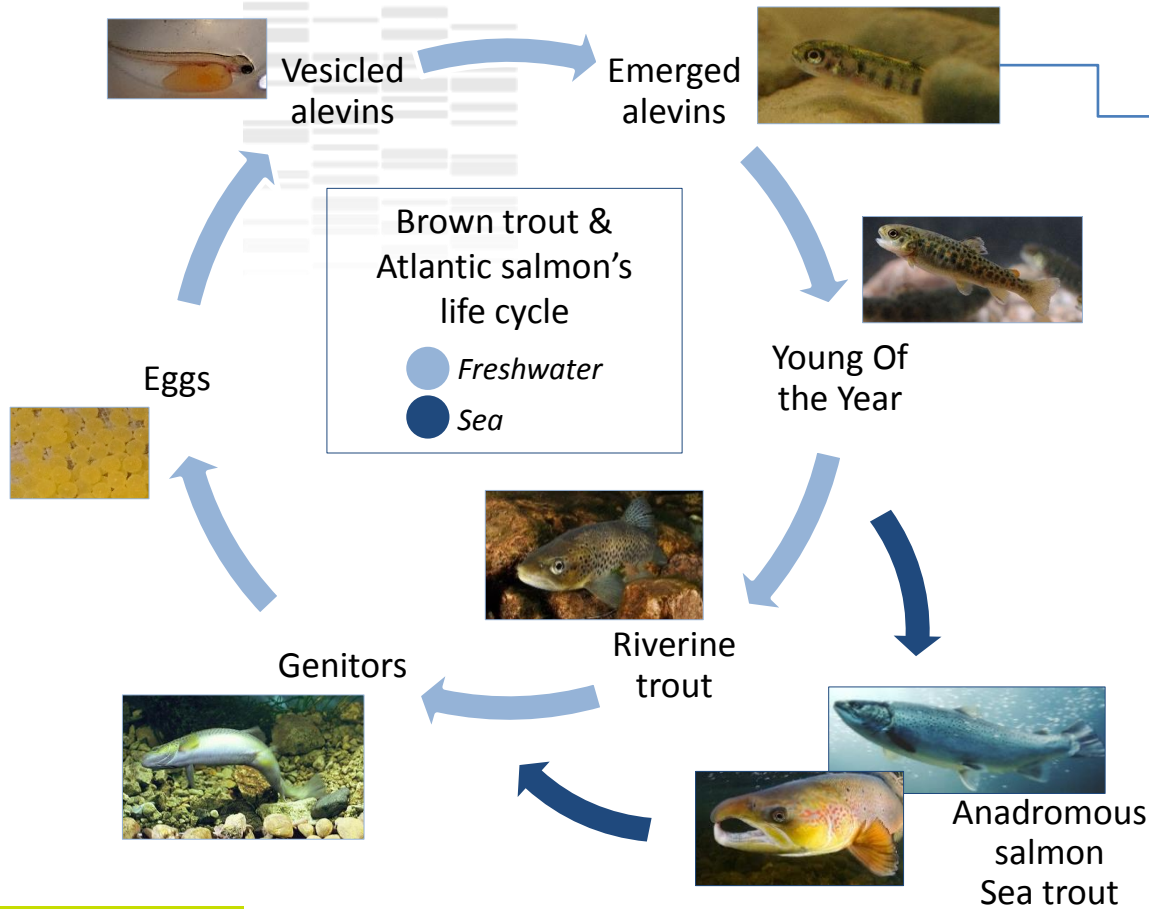 Vesicled
alevins
Emerged
alevins
Brown trout &
Atlantic salmon's
life cycle
Freshwater
Sea
Young Of
the Year
Eggs
Riverine
trout
Genitors
Anadromous
salmon
Sea trout